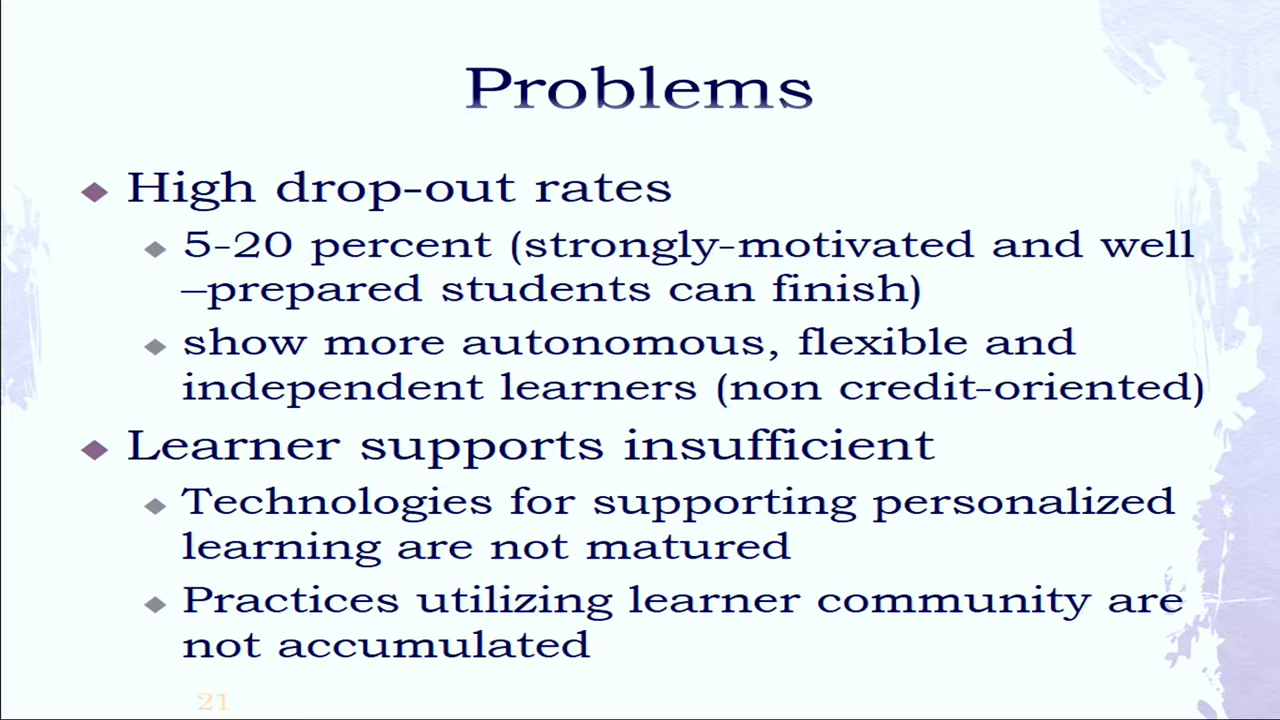 Problems
High drop-out rates
5-20 percent (strongly-motivated and well
–prepared students can finish)
show more autonomous, flexible and
independent learners (non credit-oriented)
Learner supports insufficient
Technologies for supporting personalized
learning are not matured
Practices utilizing learner community are
not accumulated
21